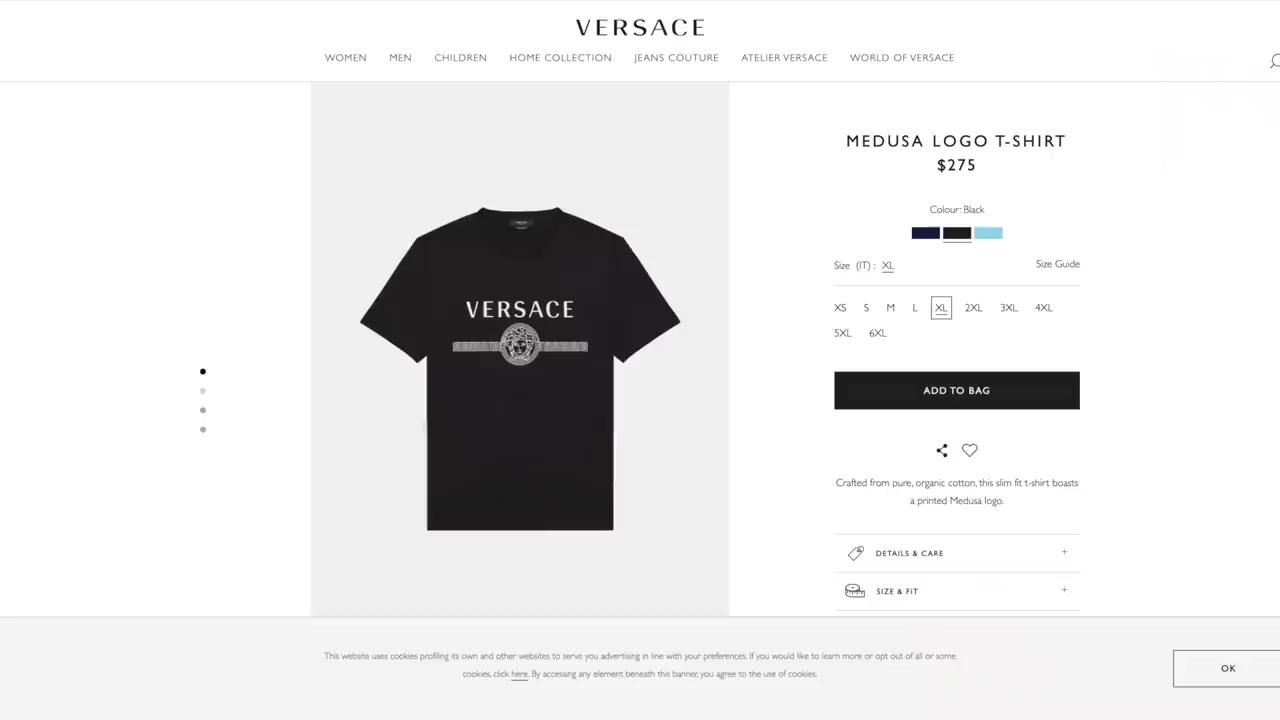 VERSACE
WOMEN MEN CHILDREN HOME COLLECTION JEANS COUTURE ATELIER VERSACE WORLD OF VERSACE
MEDUSA LOGO T-SHIRT
$275
Colour: Black
Size (IT) : XL Size Guide
XS S M L XL 2XL 3XL 4XL
5XL 6XL
VERSACE
ADD TO BAG
Crafted from pure, organic cotton, this slim fit t-shirt boasts
a printed Medusa logo.
DETAILS & CARE +
SIZE & FIT +
This website uses cookies profiling its own and other websites to serve you advertising in line with your preferences. If you would like to learn more or opt out of all or some
cookies, click here. By accessing any element beneath this banner, you agree to the use of cookies.
OK